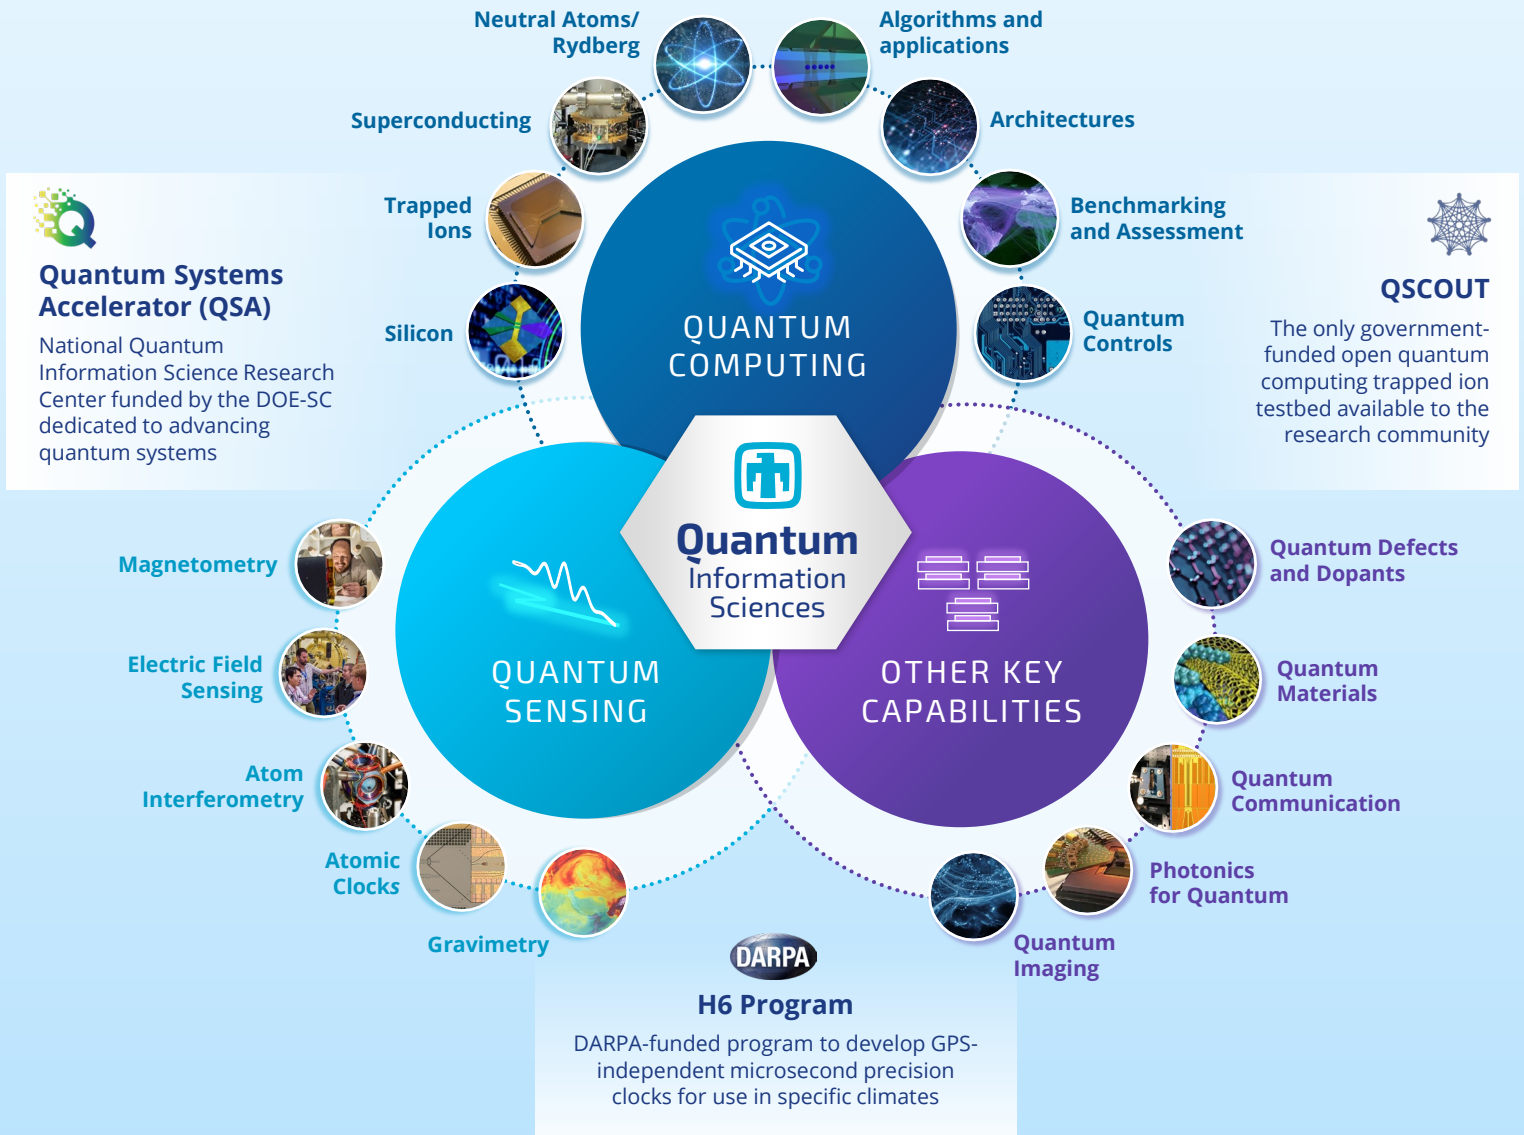 Neutral Atoms/
Rydberg
Algorithms and
applications
Superconducting
Architectures
Trapped
Ions
Benchmarking
and Assessment
Silicon
Quantum
Controls
Quantum Systems
Accelerator (QSA)
National Quantum
Information Science Research
Center funded by the DOE-SC
dedicated to advancing
quantum systems
QSCOUT
The only government-
funded open quantum
computing trapped ion
testbed available to the
research community
QUANTUM
COMPUTING
Quantum
Information
Sciences
QUANTUM
SENSING
OTHER KEY
CAPABILITIES
Magnetometry
Electric Field
Sensing
Atom
Interferometry
Atomic
Clocks
Gravimetry
Quantum Defects
and Dopants
Quantum
Materials
Quantum
Communication
Photonics
for Quantum
Quantum
Imaging
DARPA
H6 Program
DARPA-funded program to develop GPS-
independent microsecond precision
clocks for use in specific climates